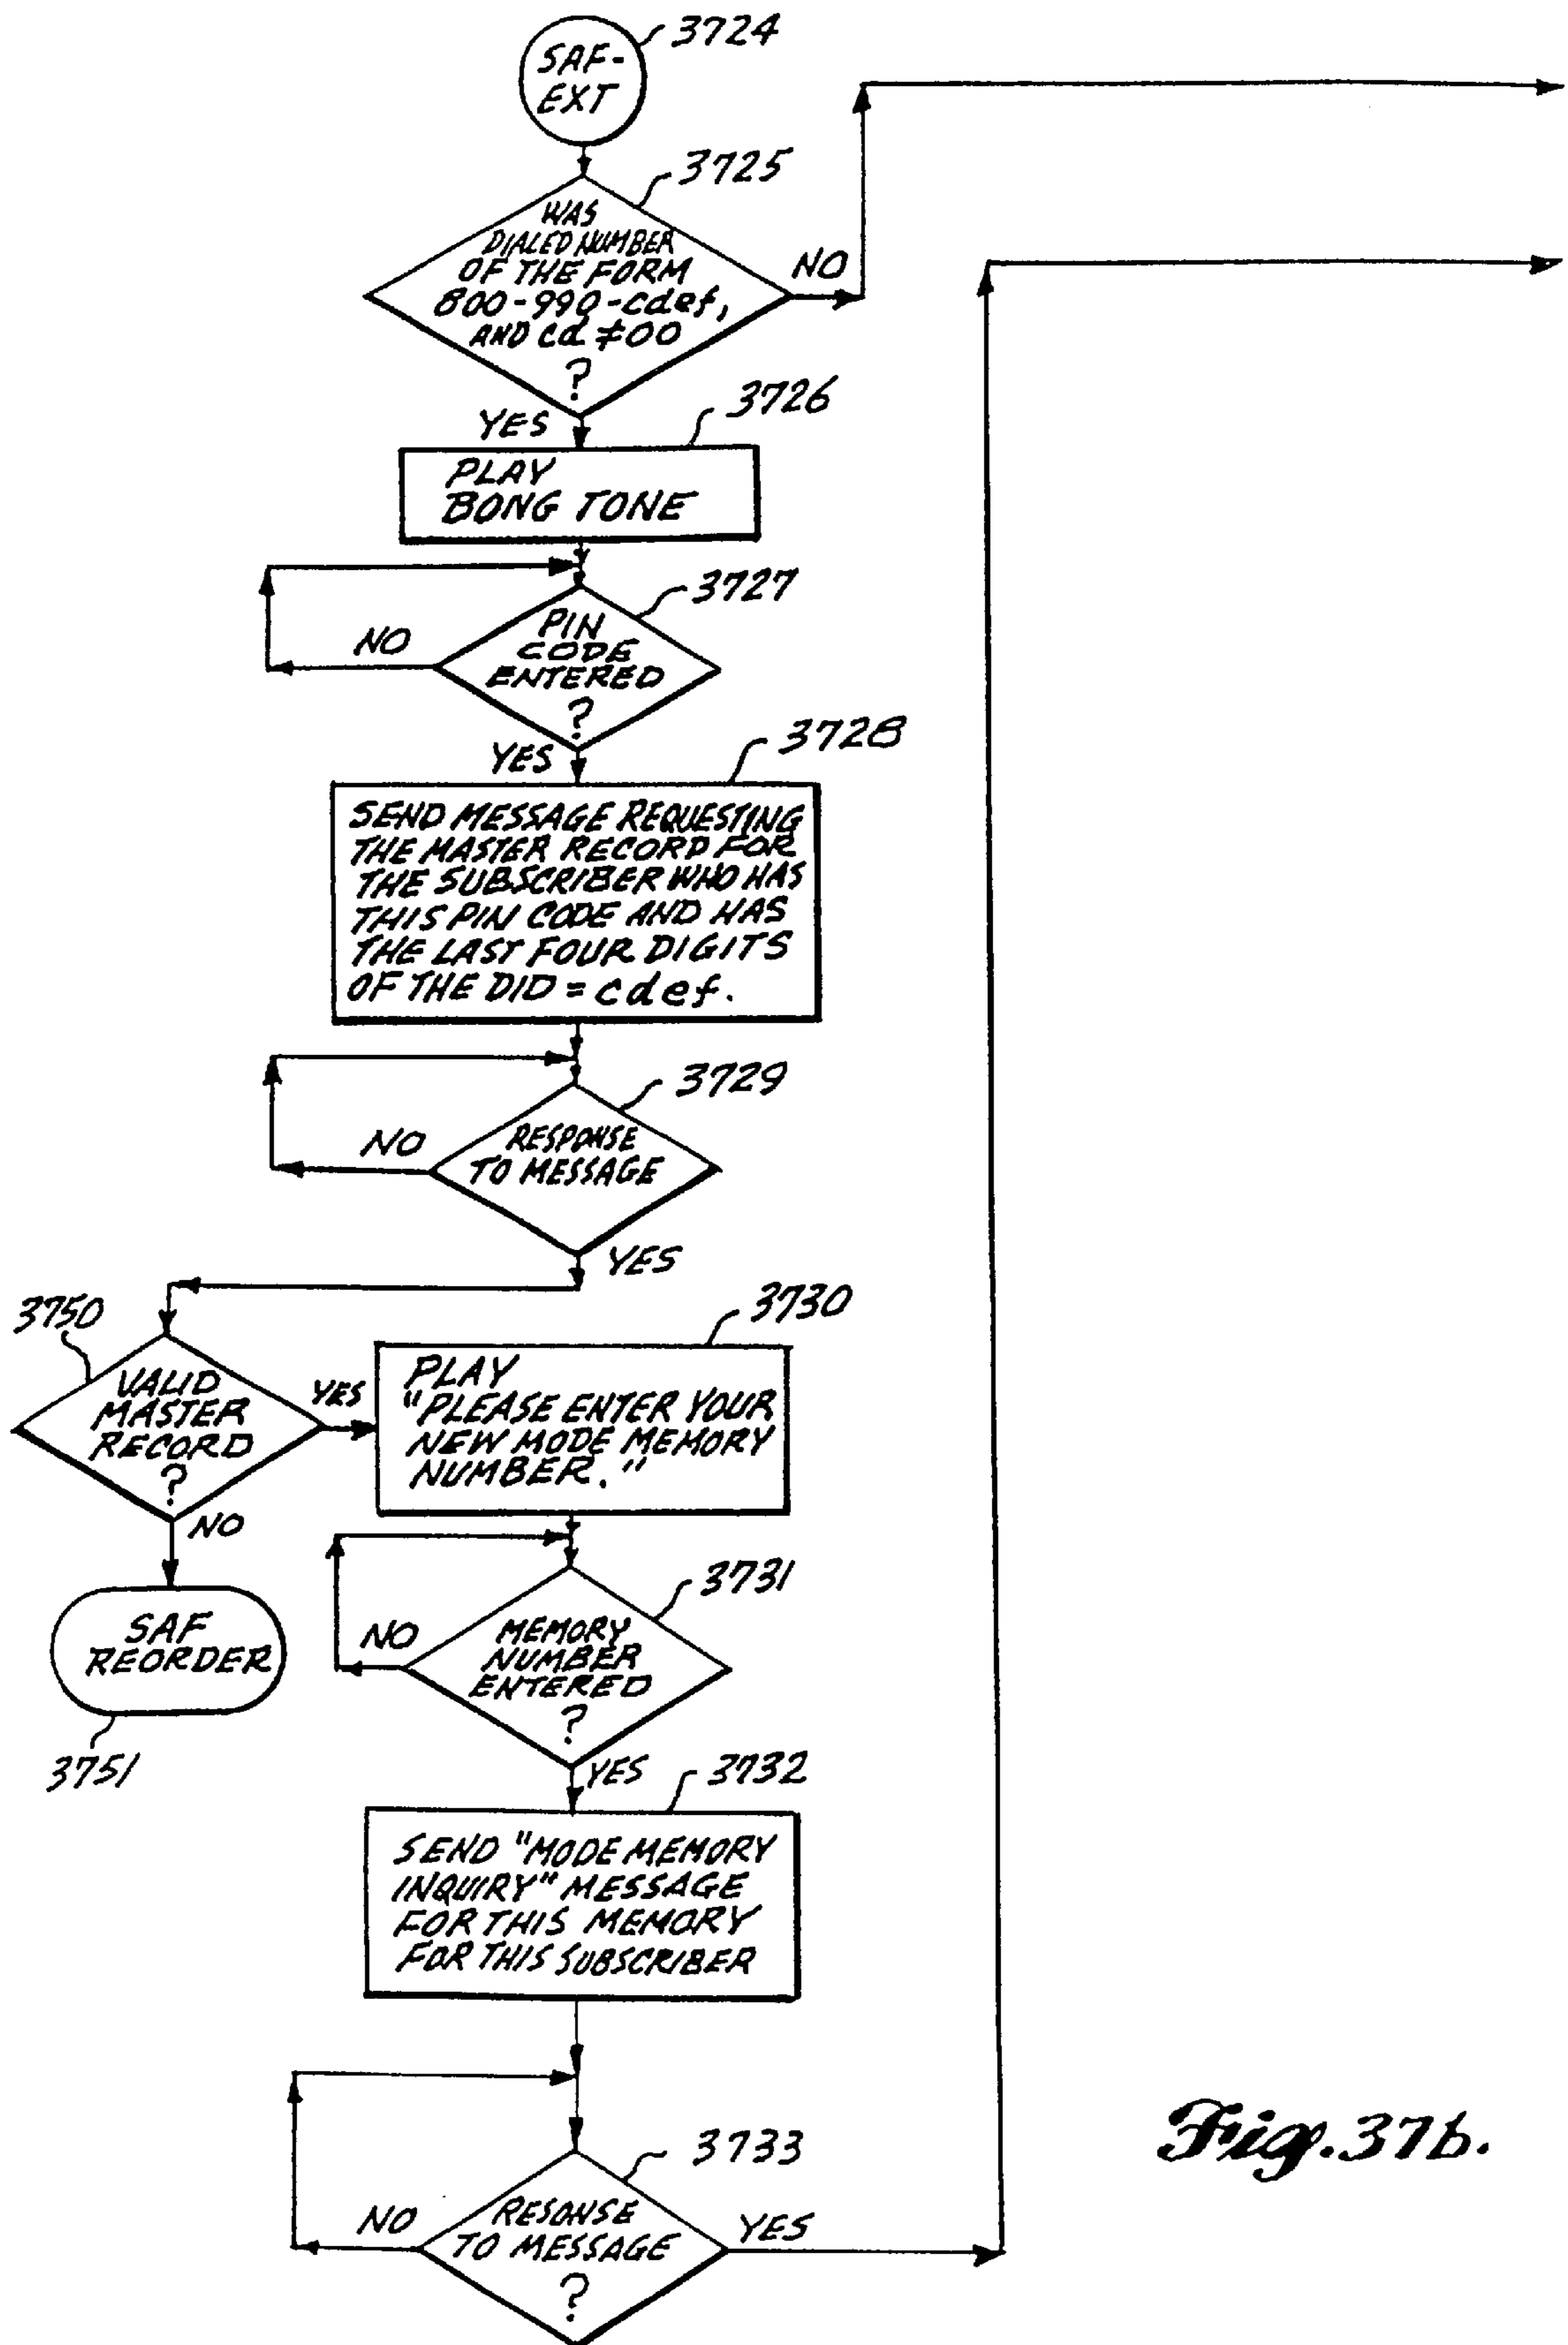 3724
SAF-
EXT
3725
WAS
DIALED NUMBER
OF THE FORM
800-990-cdef,
AND cd ≠ 00
?
NO
YES
3726
PLAY
BONG TONE
3727
PIN
CODE
ENTERED
?
NO
YES
3728
SEND MESSAGE REQUESTING
THE MASTER RECORD FOR
THE SUBSCRIBER WHO HAS
THIS PIN CODE AND HAS
THE LAST FOUR DIGITS
OF THE DID = cdef.
3729
RESPONSE
TO MESSAGE
NO
YES
3750
VALID
MASTER
RECORD
?
YES
NO
3730
PLAY
"PLEASE ENTER YOUR
NEW MODE MEMORY
NUMBER."
SAF
REORDER
3751
3731
MEMORY
NUMBER
ENTERED
?
NO
YES
3732
SEND "MODE MEMORY
INQUIRY" MESSAGE
FOR THIS MEMORY
FOR THIS SUBSCRIBER
3733
RESONSE
TO MESSAGE
?
NO
YES
Fig. 37b.